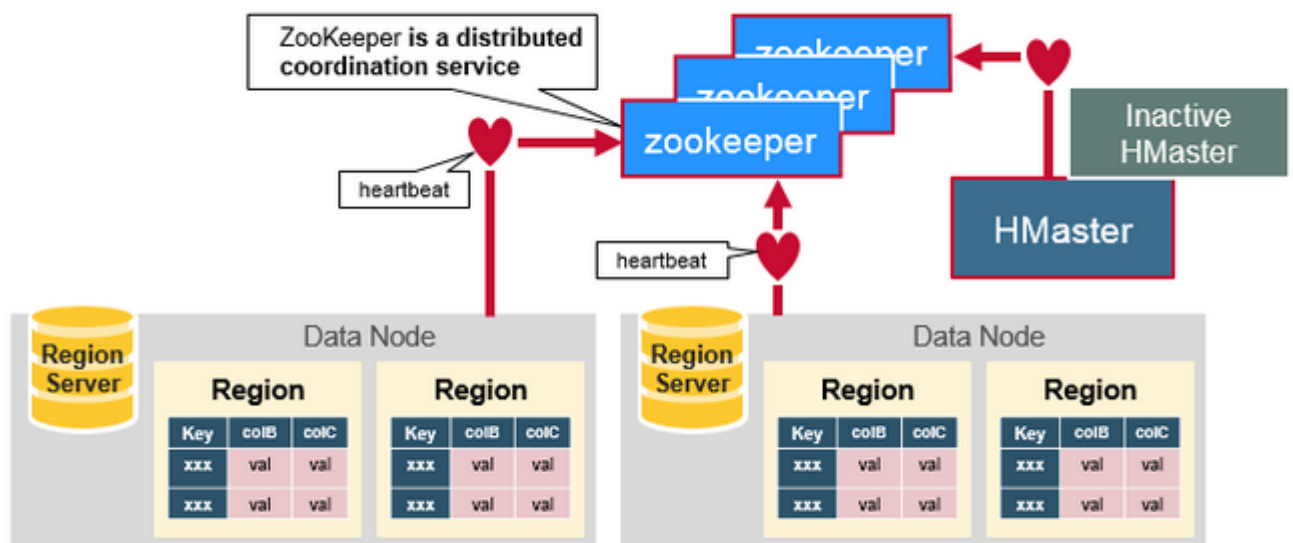 ZooKeeper is a distributed
coordination service
zookeeper
zookeeper
zookeeper
Inactive
HMaster
HMaster
heartbeat
heartbeat
Region
Server
Data Node
Region
Key colB colC
xxx val val
xxx val val
Region
Key colB colC
xxx val val
xxx val val
Region
Server
Data Node
Region
Key colB colC
xxx val val
xxx val val
Region
Key colB colC
xxx val val
xxx val val